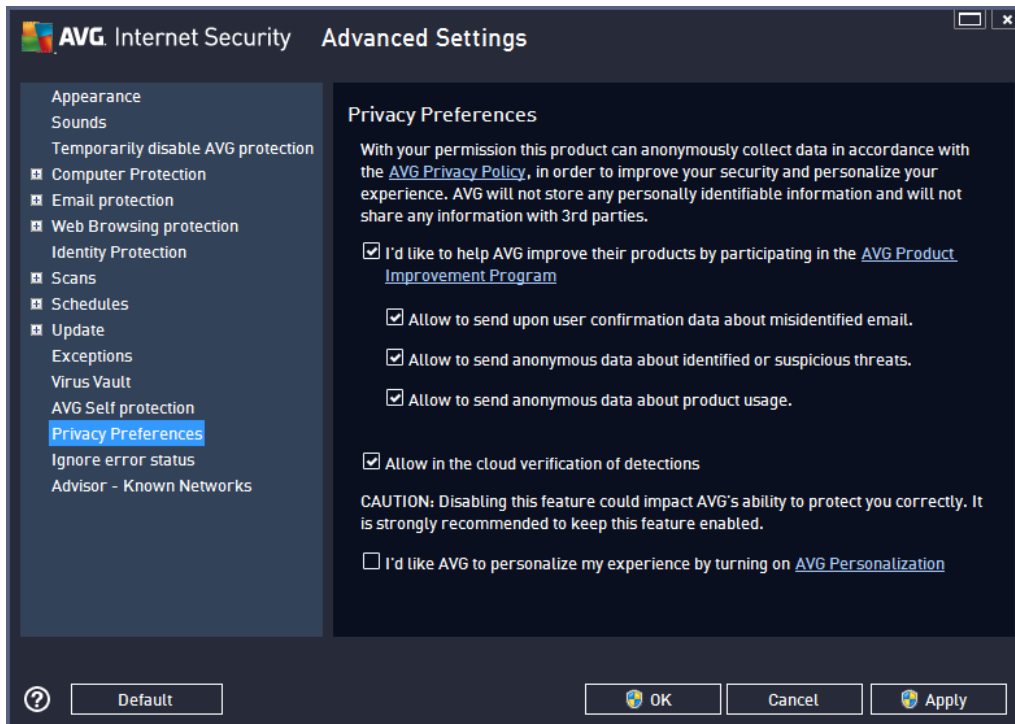 AVG. Internet Security Advanced Settings
Appearance
Sounds
Temporarily disable AVG protection
Computer Protection
Email protection
Web Browsing protection
Identity Protection
Scans
Schedules
Update
Exceptions
Virus Vault
AVG Self protection
Privacy Preferences
Ignore error status
Advisor - Known Networks
Privacy Preferences
With your permission this product can anonymously collect data in accordance with
the AVG Privacy Policy, in order to improve your security and personalize your
experience. AVG will not store any personally identifiable information and will not
share any information with 3rd parties.
I'd like to help AVG improve their products by participating in the AVG Product
Improvement Program
Allow to send upon user confirmation data about misidentified email.
Allow to send anonymous data about identified or suspicious threats.
Allow to send anonymous data about product usage.
Allow in the cloud verification of detections
CAUTION: Disabling this feature could impact AVG's ability to protect you correctly. It
is strongly recommended to keep this feature enabled.
I'd like AVG to personalize my experience by turning on AVG Personalization
? Default OK Cancel Apply